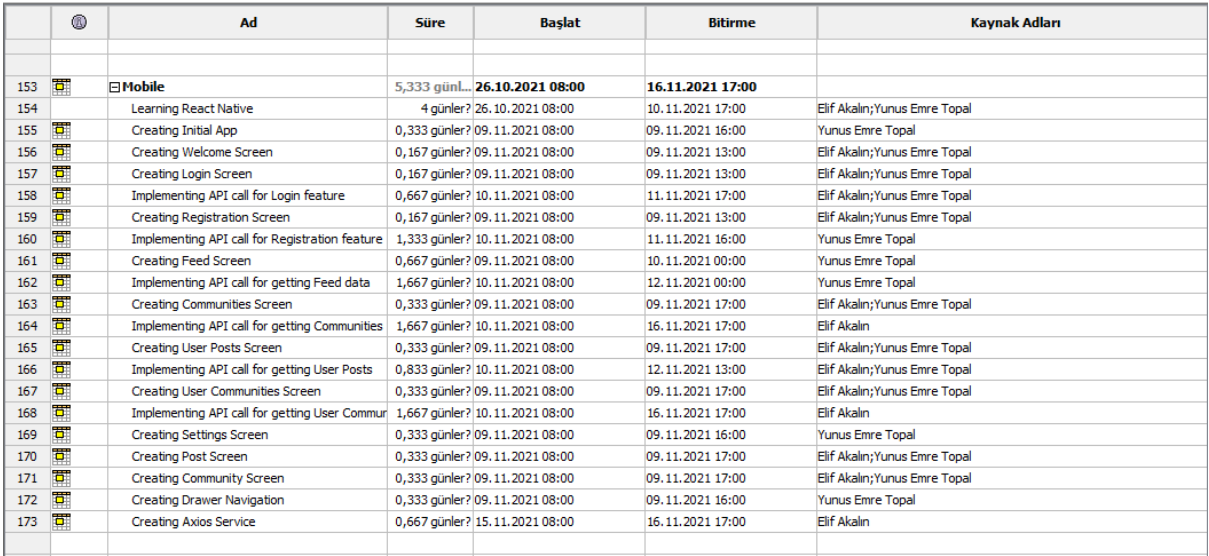 Ad Süre Başlat Bitirme Kaynak Adları
153 Mobile 5,333 günl... 26.10.2021 08:00 16.11.2021 17:00
154 Learning React Native 4 günler? 26.10.2021 08:00 10.11.2021 17:00 Elif Akalın;Yunus Emre Topal
155 Creating Initial App 0,333 günler? 09.11.2021 08:00 09.11.2021 16:00 Yunus Emre Topal
156 Creating Welcome Screen 0,167 günler? 09.11.2021 08:00 09.11.2021 13:00 Elif Akalın;Yunus Emre Topal
157 Creating Login Screen 0,167 günler? 09.11.2021 08:00 09.11.2021 13:00 Elif Akalın;Yunus Emre Topal
158 Implementing API call for Login feature 0,667 günler? 10.11.2021 08:00 11.11.2021 17:00 Elif Akalın;Yunus Emre Topal
159 Creating Registration Screen 0,167 günler? 09.11.2021 08:00 09.11.2021 13:00 Elif Akalın;Yunus Emre Topal
160 Implementing API call for Registration feature 1,333 günler? 10.11.2021 08:00 11.11.2021 16:00 Yunus Emre Topal
161 Creating Feed Screen 0,667 günler? 09.11.2021 08:00 10.11.2021 00:00 Yunus Emre Topal
162 Implementing API call for getting Feed data 1,667 günler? 10.11.2021 08:00 12.11.2021 00:00 Yunus Emre Topal
163 Creating Communities Screen 0,333 günler? 09.11.2021 08:00 09.11.2021 17:00 Elif Akalın;Yunus Emre Topal
164 Implementing API call for getting Communities 1,667 günler? 10.11.2021 08:00 16.11.2021 17:00 Elif Akalın
165 Creating User Posts Screen 0,333 günler? 09.11.2021 08:00 09.11.2021 17:00 Elif Akalın;Yunus Emre Topal
166 Implementing API call for getting User Posts 0,833 günler? 10.11.2021 08:00 12.11.2021 13:00 Elif Akalın;Yunus Emre Topal
167 Creating User Communities Screen 0,333 günler? 09.11.2021 08:00 09.11.2021 17:00 Elif Akalın;Yunus Emre Topal
168 Implementing API call for getting User Commur 1,667 günler? 10.11.2021 08:00 16.11.2021 17:00 Elif Akalın
169 Creating Settings Screen 0,333 günler? 09.11.2021 08:00 09.11.2021 16:00 Yunus Emre Topal
170 Creating Post Screen 0,333 günler? 09.11.2021 08:00 09.11.2021 17:00 Elif Akalın;Yunus Emre Topal
171 Creating Community Screen 0,333 günler? 09.11.2021 08:00 09.11.2021 17:00 Elif Akalın;Yunus Emre Topal
172 Creating Drawer Navigation 0,333 günler? 09.11.2021 08:00 09.11.2021 16:00 Yunus Emre Topal
173 Creating Axios Service 0,667 günler? 15.11.2021 08:00 16.11.2021 17:00 Elif Akalın